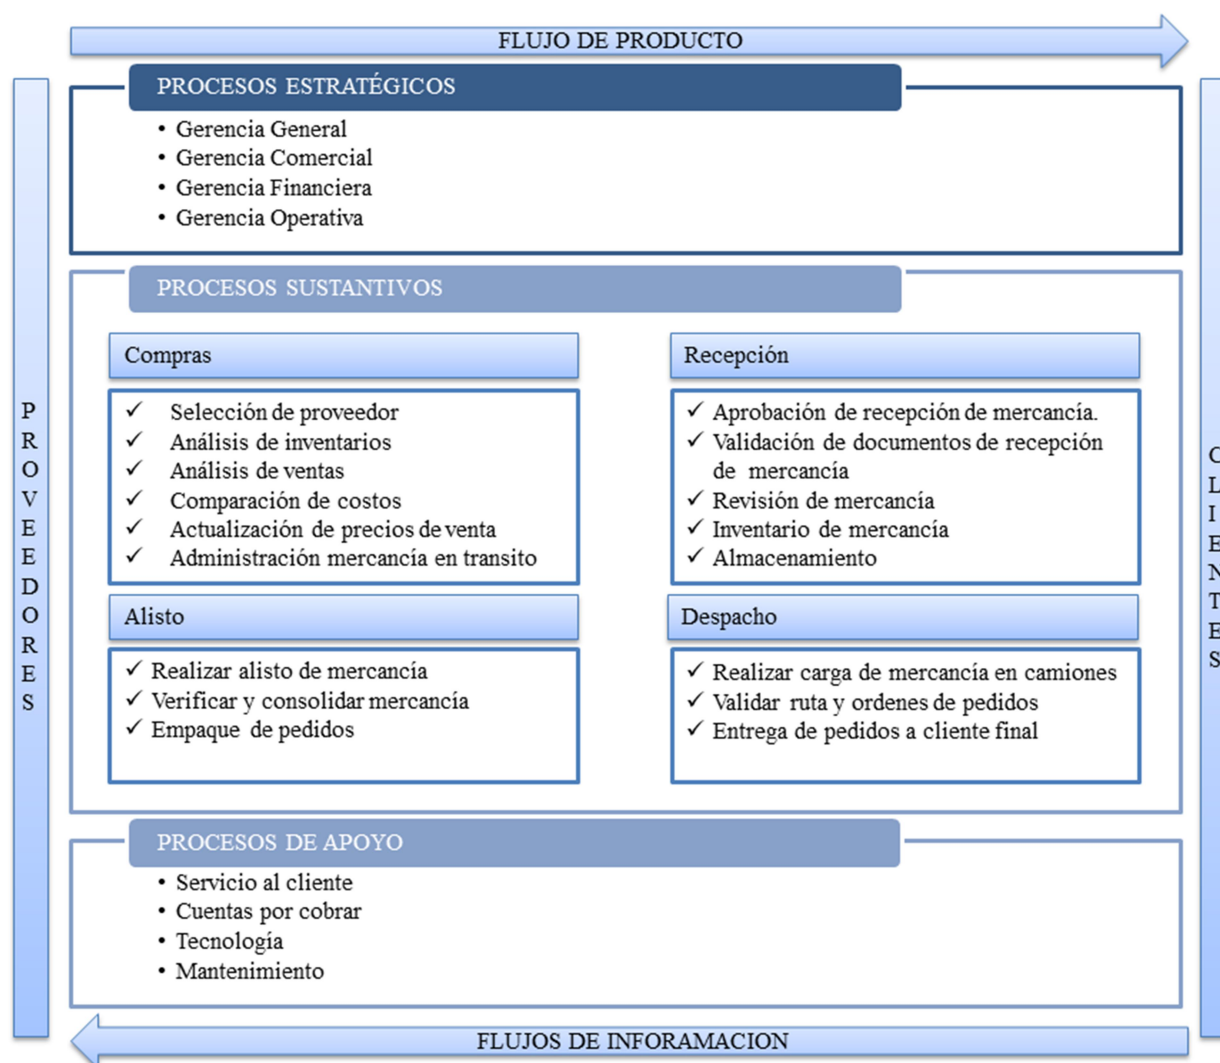 FLUJO DE PRODUCTO
PROVEEDORES
PROCESOS ESTRATÉGICOS
• Gerencia General
• Gerencia Comercial
• Gerencia Financiera
• Gerencia Operativa
PROCESOS SUSTANTIVOS
Compras
✓ Selección de proveedor
✓ Análisis de inventarios
✓ Análisis de ventas
✓ Comparación de costos
✓ Actualización de precios de venta
✓ Administración mercancía en transito
Recepción
✓ Aprobación de recepción de mercancía.
✓ Validación de documentos de recepción
de mercancía
✓ Revisión de mercancía
✓ Inventario de mercancía
✓ Almacenamiento
Alisto
✓ Realizar alisto de mercancía
✓ Verificar y consolidar mercancía
✓ Empaque de pedidos
Despacho
✓ Realizar carga de mercancía en camiones
✓ Validar ruta y ordenes de pedidos
✓ Entrega de pedidos a cliente final
PROCESOS DE APOYO
• Servicio al cliente
• Cuentas por cobrar
• Tecnología
• Mantenimiento
CLIENTES
FLUJOS DE INFORAMACION